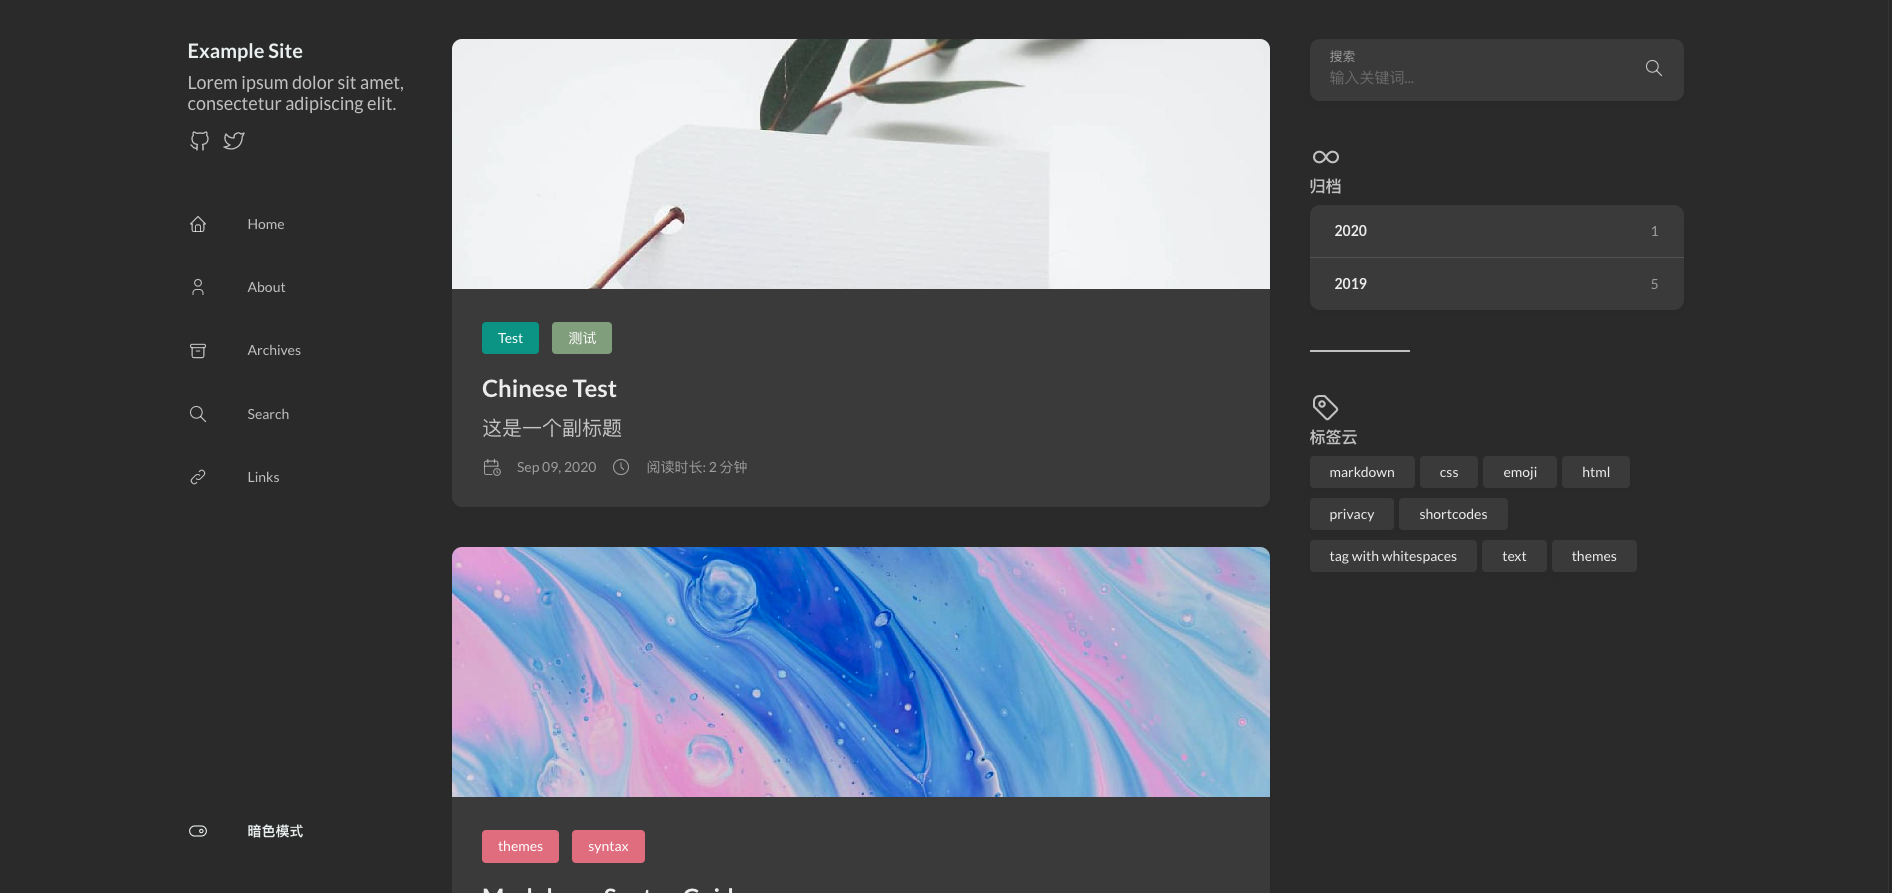 Example Site
Lorem ipsum dolor sit amet,
consectetur adipiscing elit.
Home
About
Archives
Search
Links
暗色模式
Test
测试
Chinese Test
这是一个副标题
Sep 09, 2020
阅读时长: 2 分钟
themes
syntax
搜索
输入关键词...
归档
2020 1
2019 5
标签云
markdown css emoji html
privacy shortcodes
tag with whitespaces text themes